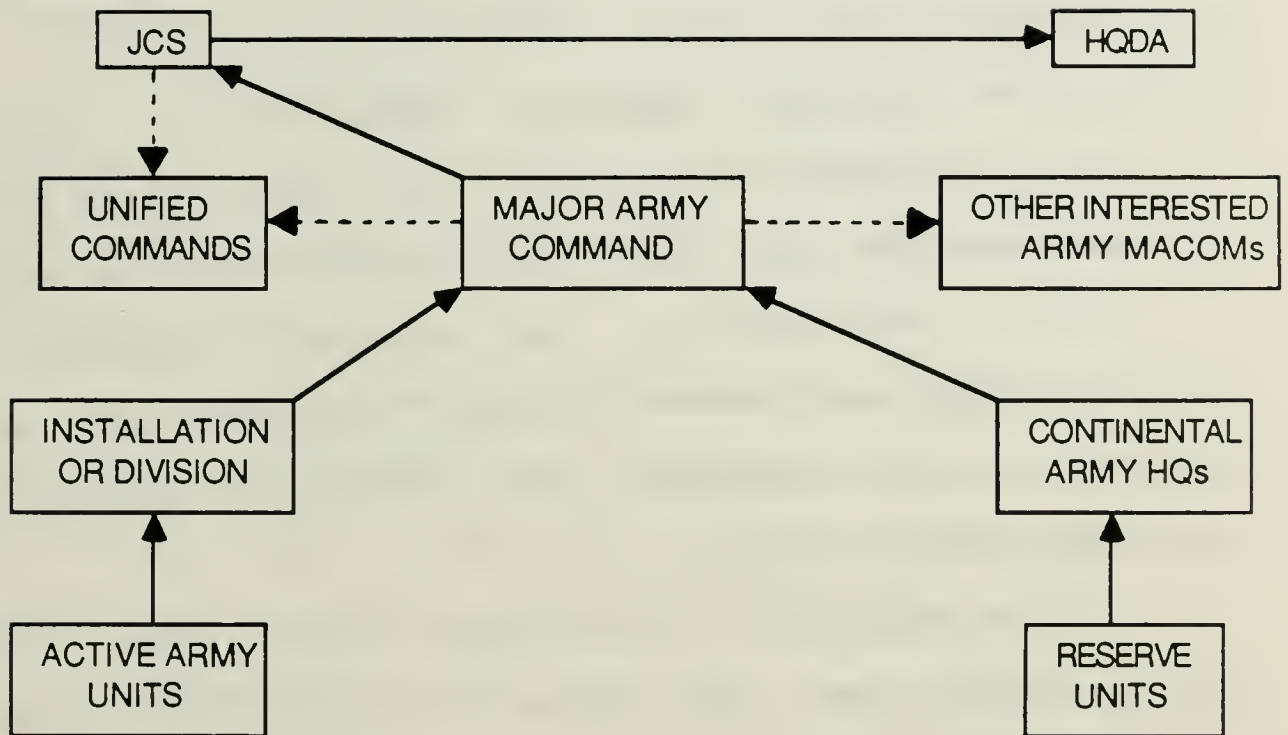 JCS
HQDA
UNIFIED
COMMANDS
MAJOR ARMY
COMMAND
OTHER INTERESTED
ARMY MACOMs
INSTALLATION
OR DIVISION
CONTINENTAL
ARMY HQs
ACTIVE ARMY
UNITS
RESERVE
UNITS